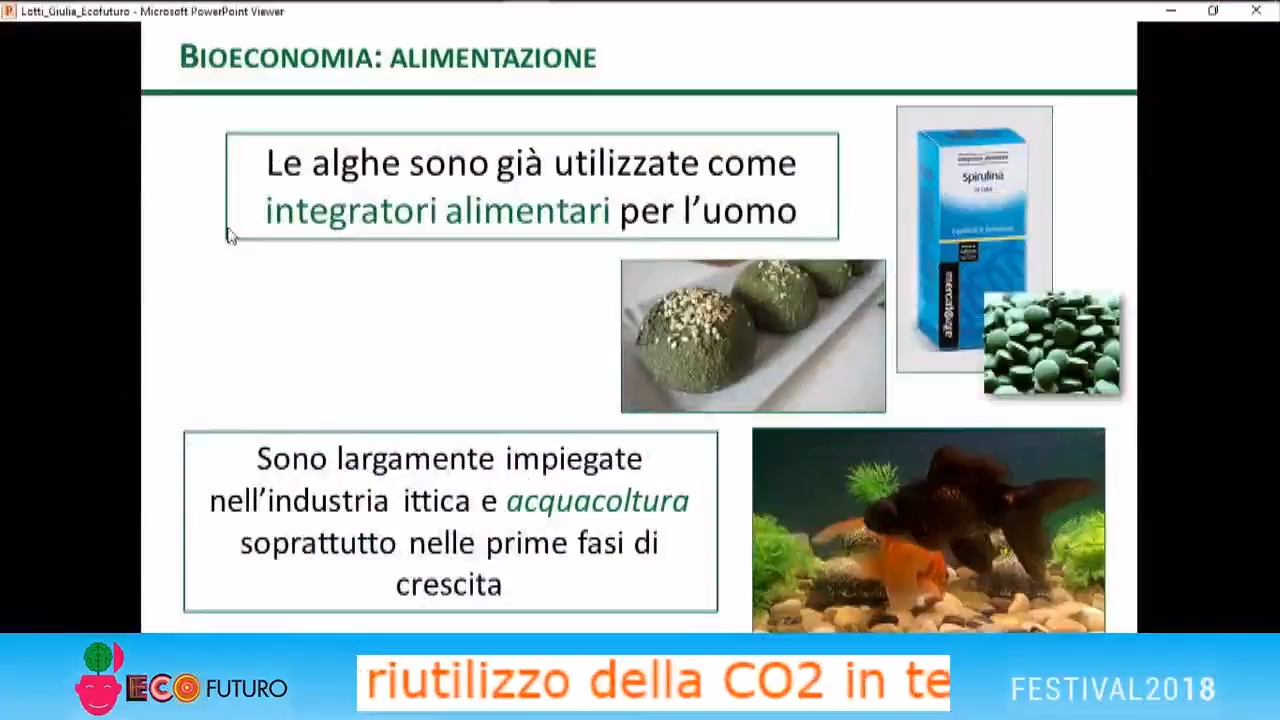 Lotti_Giulia_Ecofuturo - Microsoft PowerPoint Viewer
BIOECONOMIA: ALIMENTAZIONE
Le alghe sono già utilizzate come
integratori alimentari per l'uomo
Spirulina
Sono largamente impiegate
nell'industria ittica e acquacoltura
soprattutto nelle prime fasi di
crescita
ECO FUTURO
riutilizzo della CO2 in te
FESTIVAL2018